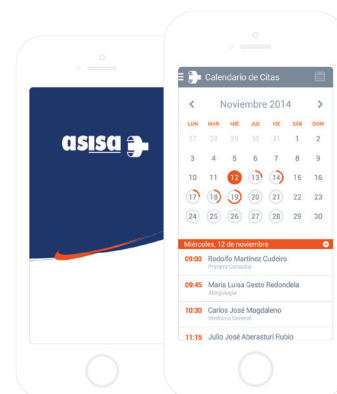 asisa
Calendario de Citas
Noviembre 2014
LUN MAR MIÉ JUE VIE SÁB DOM
27 28 29 30 31 1 2
3 4 5 6 7 8 9
10 11 12 13 14 15 16
17 18 19 20 21 22 23
24 25 26 27 28 29 30
Miércoles, 12 de noviembre
09:00 Rodolfo Martínez Cudeiro
Primera Consulta
09:45 Maria Luisa Gesto Redondela
Alergología
10:30 Carlos José Magdaleno
Medicina General
11:15 Julio José Aberasturi Rubio